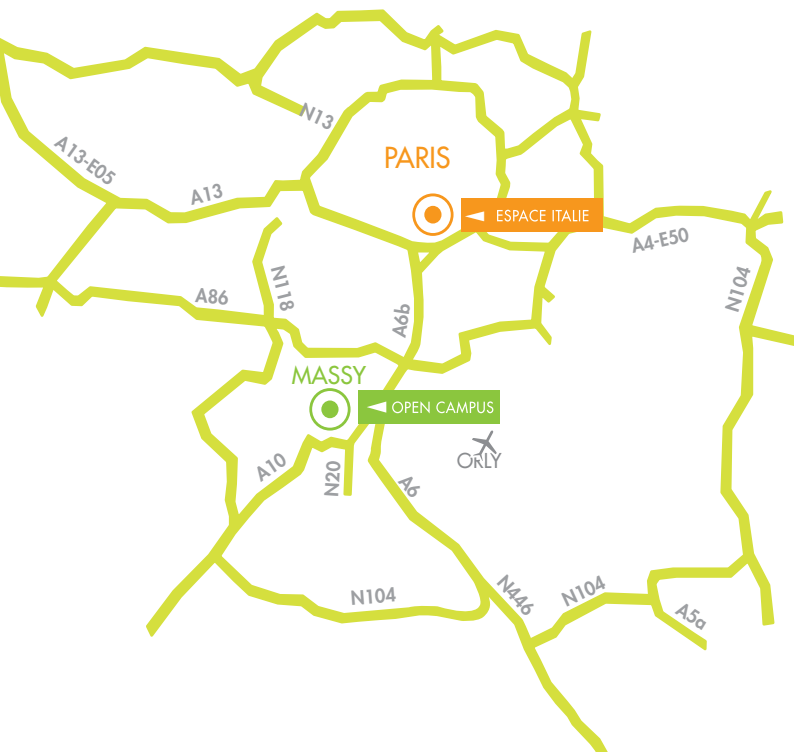 N13
PARIS
A13-E05
A13
ESPACE ITALIE
A4-E50
N118
A86
N104
A6b
MASSY
OPEN CAMPUS
ORLY
A10
N20
A6
N104
N446
N104
A5a